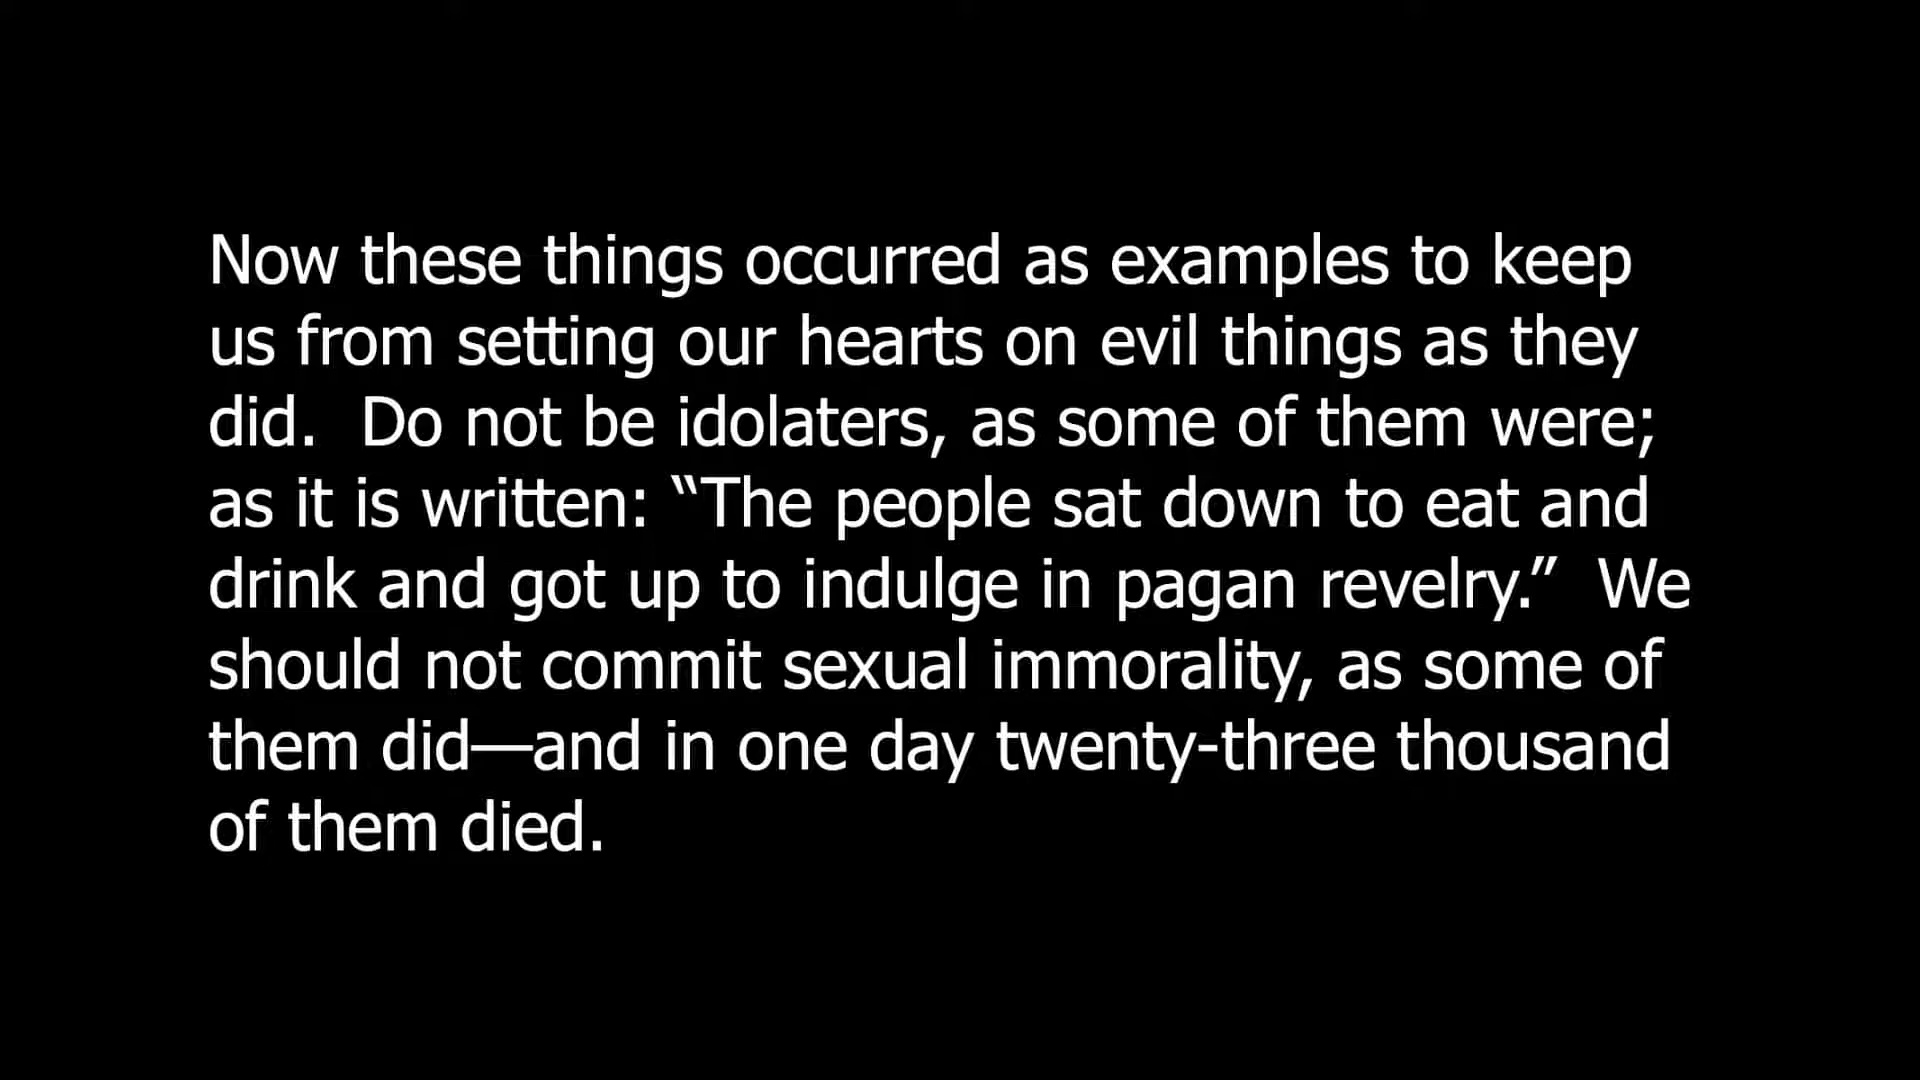 Now these things occurred as examples to keep
us from setting our hearts on evil things as they
did.  Do not be idolaters, as some of them were;
as it is written: “The people sat down to eat and
drink and got up to indulge in pagan revelry.”  We
should not commit sexual immorality, as some of
them did—and in one day twenty-three thousand
of them died.